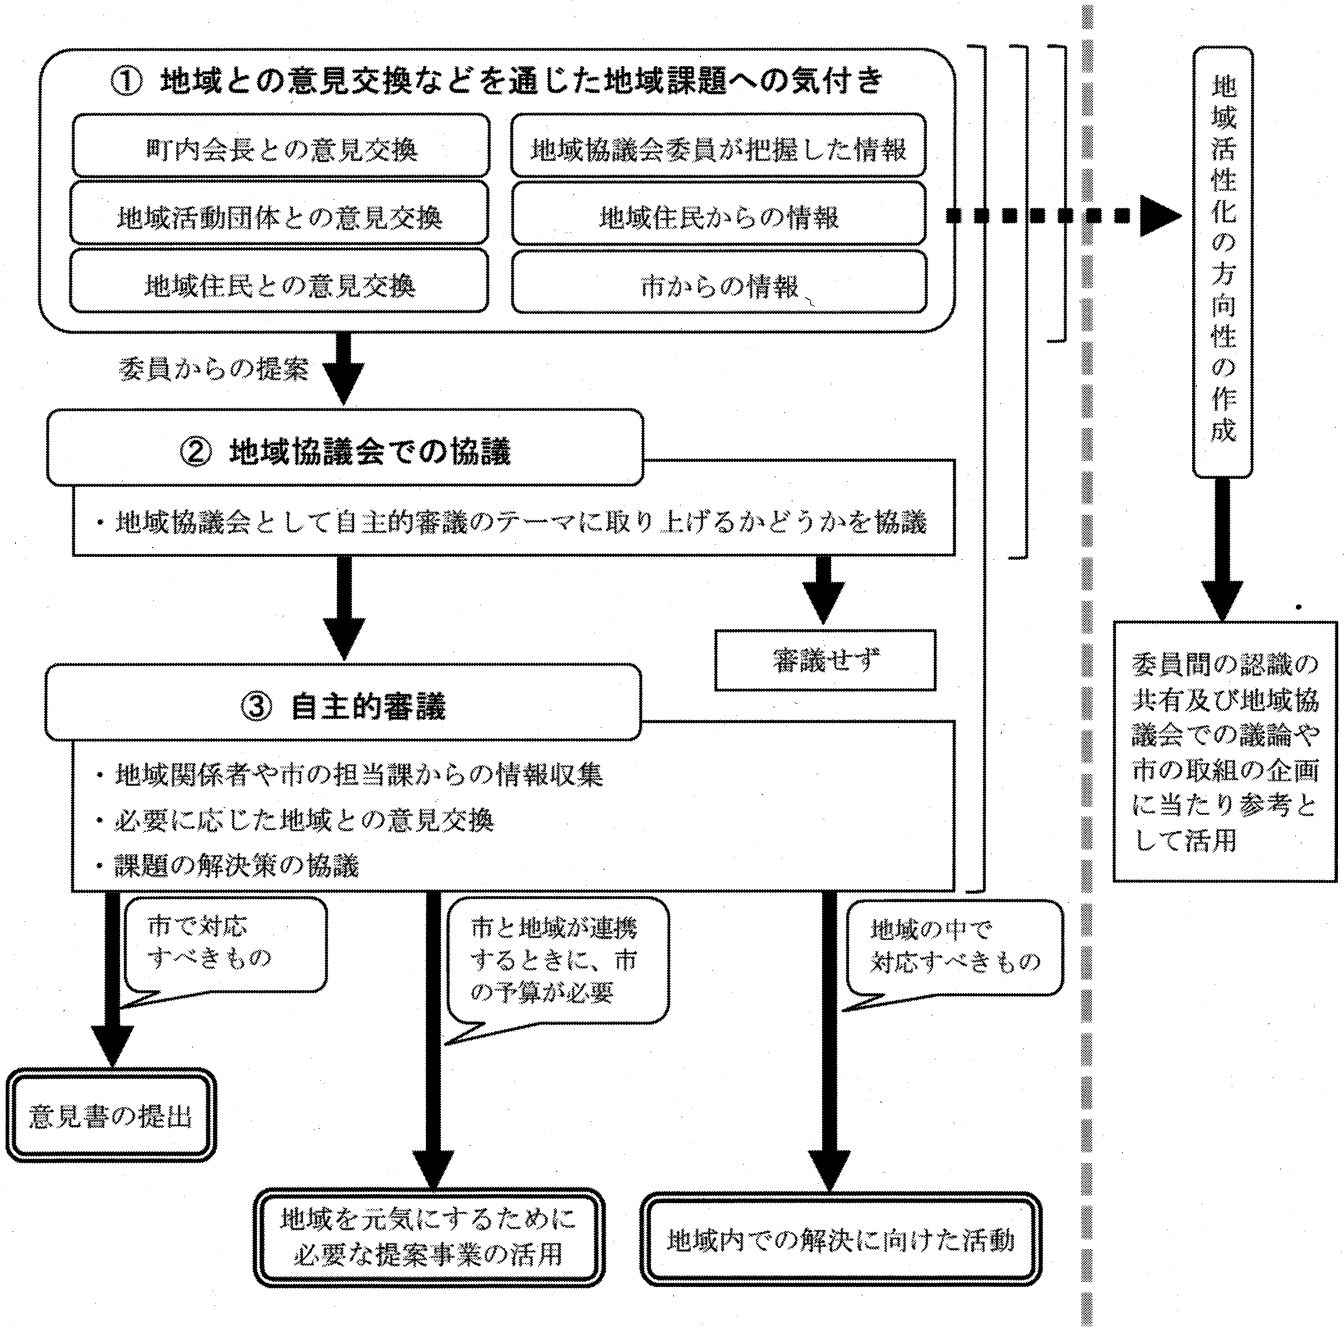 ① 地域との意見交換などを通じた地域課題への気付き
町内会長との意見交換
地域協議会委員が把握した情報
地域活動団体との意見交換
地域住民からの情報
地域住民との意見交換
市からの情報
委員からの提案
② 地域協議会での協議
・地域協議会として自主的審議のテーマに取り上げるかどうかを協議
審議せず
③ 自主的審議
・地域関係者や市の担当課からの情報収集
・必要に応じた地域との意見交換
・課題の解決策の協議
市で対応
すべきもの
市と地域が連携
するときに、市
の予算が必要
地域の中で
対応すべきもの
意見書の提出
地域を元気にするために
必要な提案事業の活用
地域内での解決に向けた活動
地域活性化の方向性の作成
委員間の認識の
共有及び地域協
議会での議論や
市の取組の企画
に当たり参考と
して活用